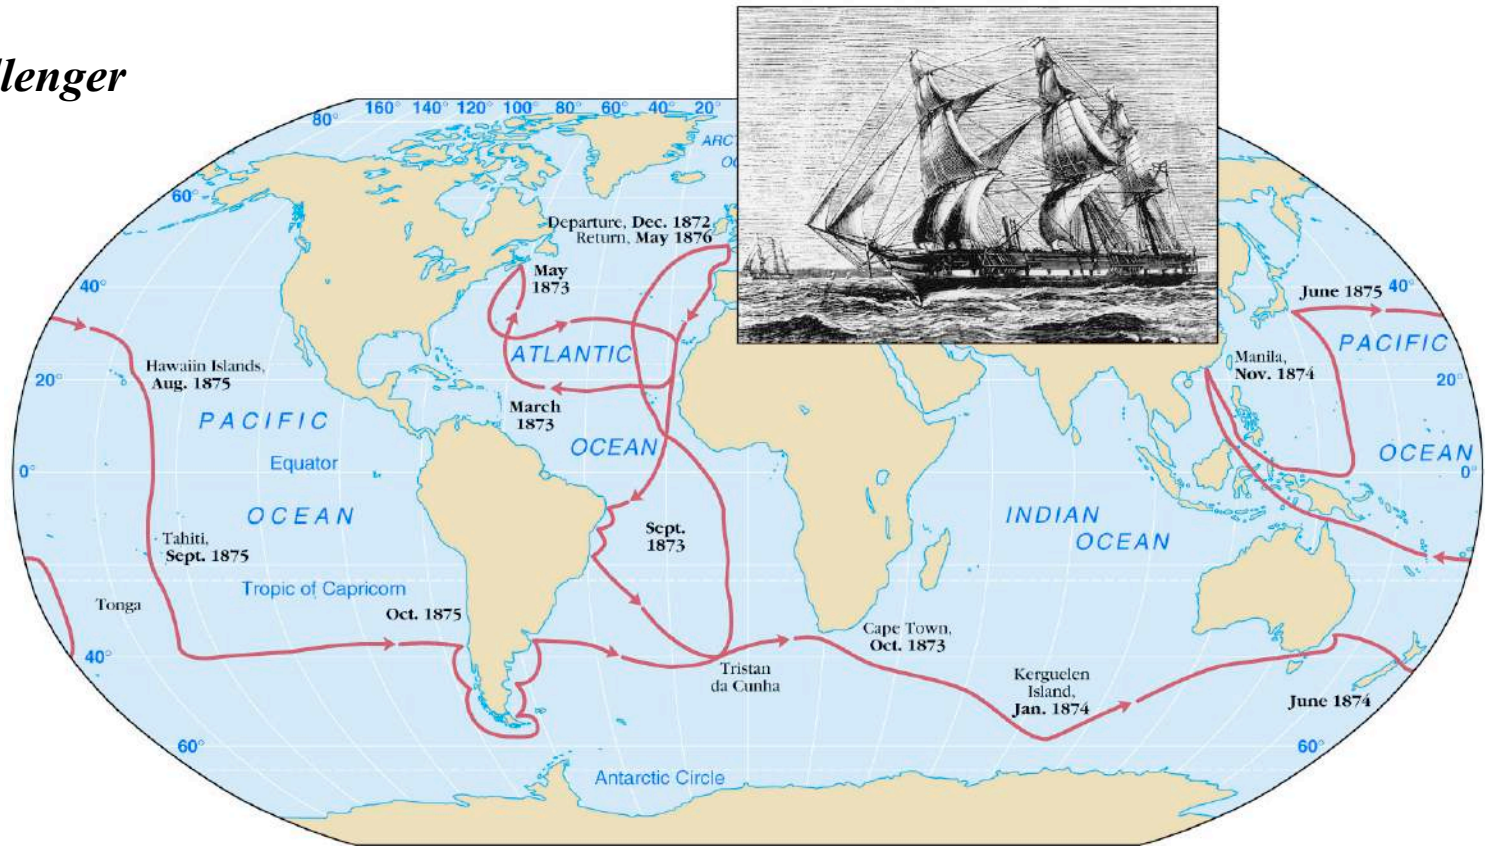 llenger
160° 140° 120° 100° 80° 60° 40° 20°
80°
ARC
OC
60°
Departure, Dec. 1872
Return, May 1876
May
1873
40°
June 1875
40°
ATLANTIC
PACIFIC
Hawaiin Islands,
Aug. 1875
Manila,
Nov. 1874
20°
20°
March
1873
PACIFIC
OCEAN
OCEAN
Equator
0°
0°
OCEAN
INDIAN
OCEAN
Sept.
1873
Tahiti,
Sept. 1875
Tropic of Capricorn
Tonga
Oct. 1875
Cape Town,
Oct. 1873
40°
Tristan
da Cunha
Kerguelen
Island,
Jan. 1874
June 1874
60°
60°
Antarctic Circle